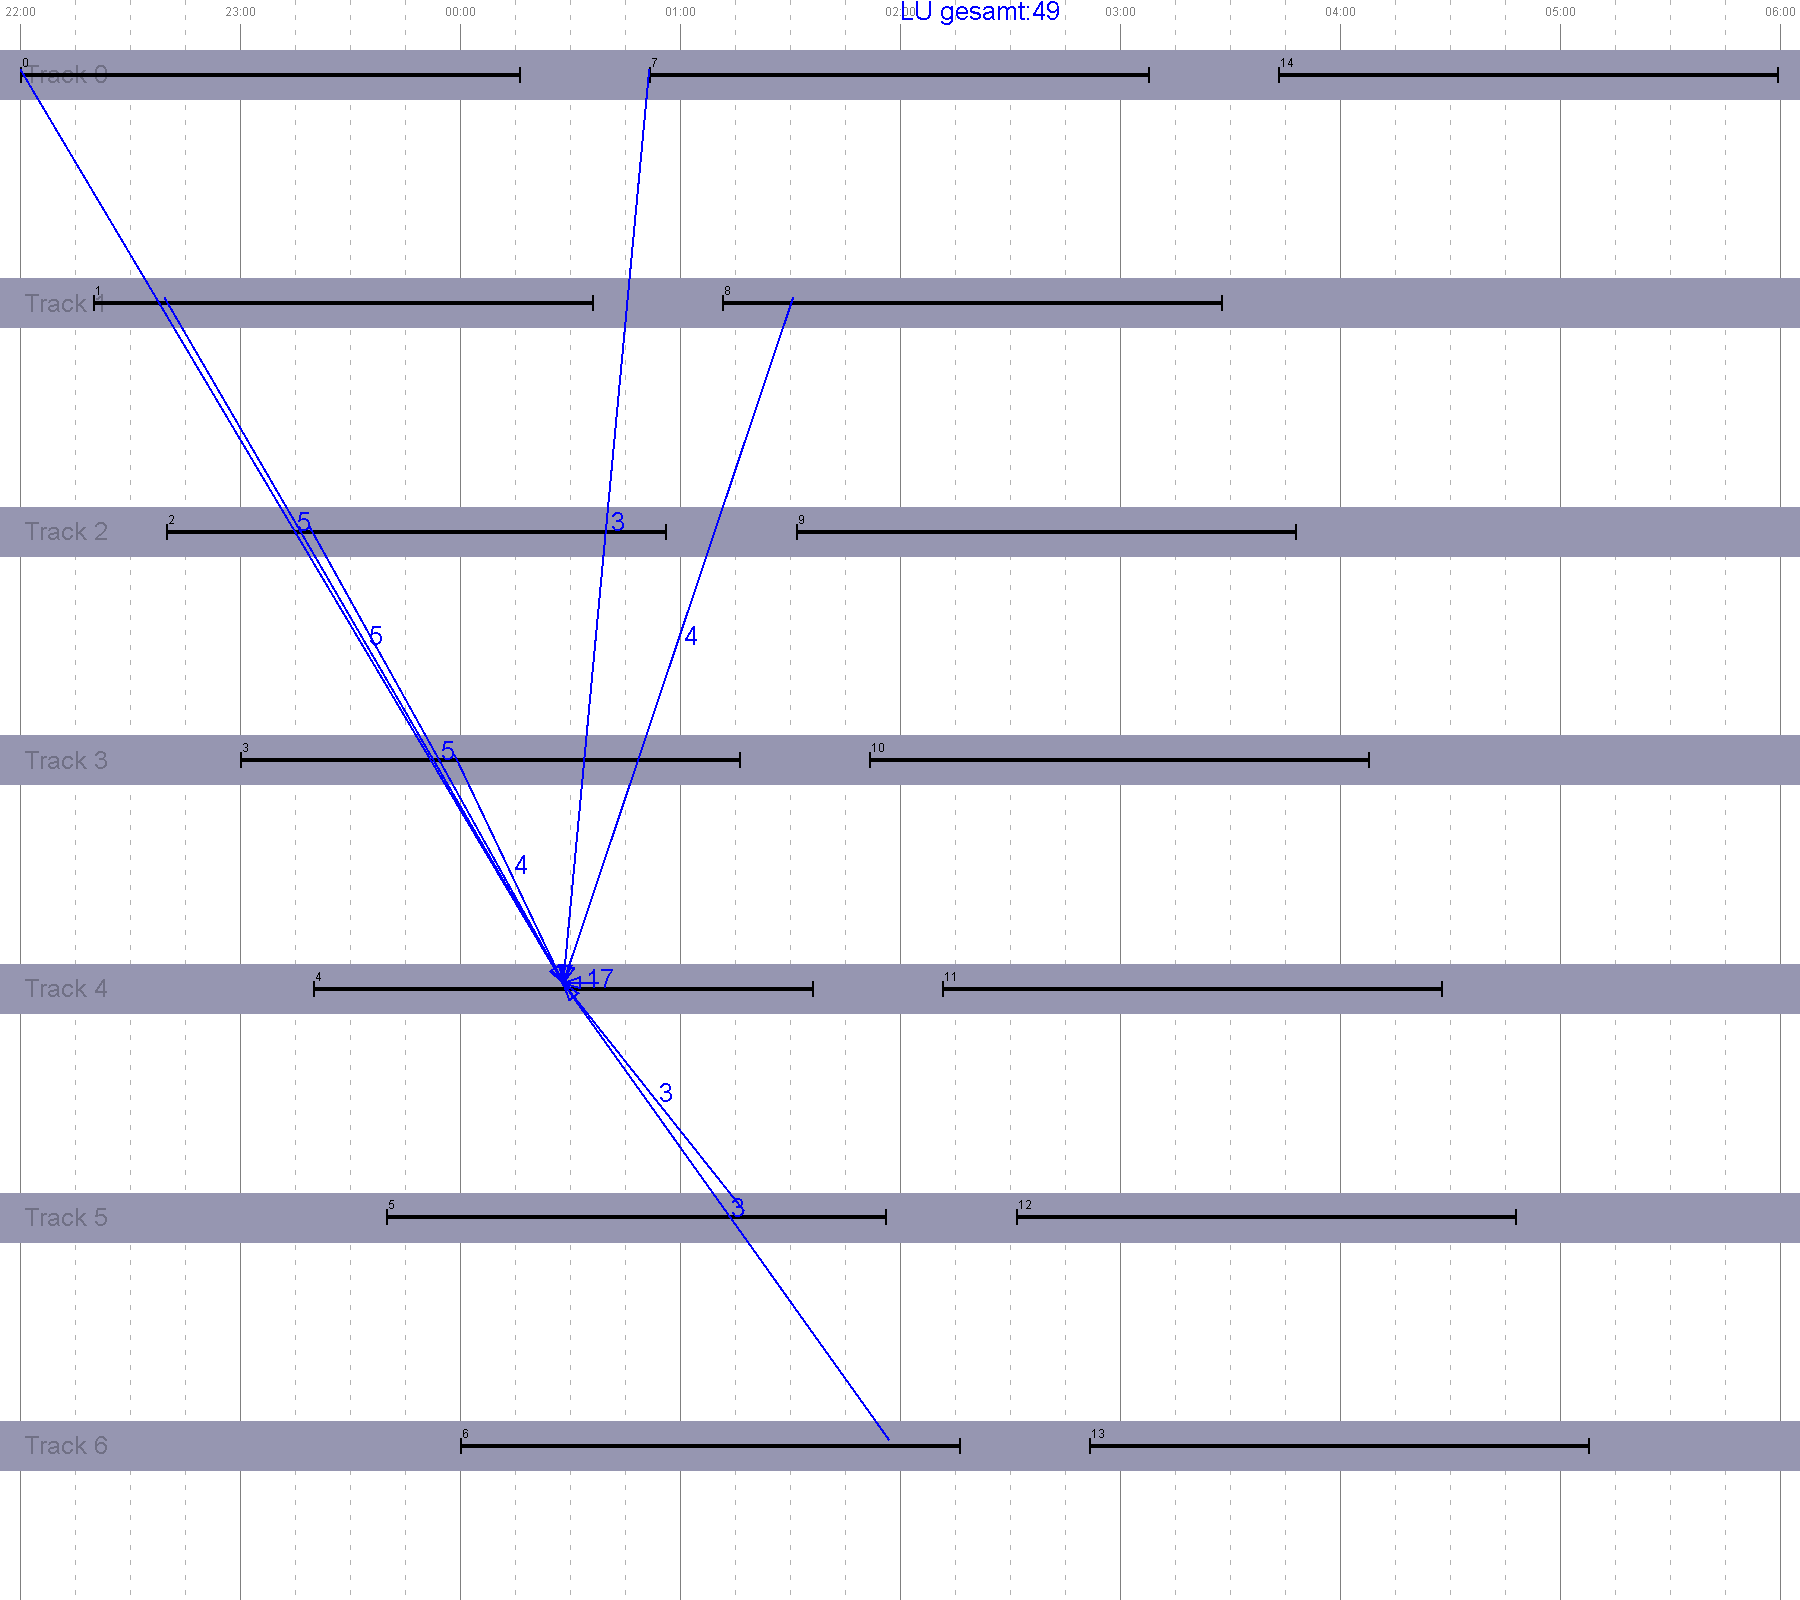 22:00 23:00 00:00 01:00 02:00 03:00 04:00 05:00 06:00
LU gesamt:49
0 7 14
Track 0
1 8
Track 1
2 5 3 9
Track 2
5 4
3 5 10
Track 3
4
4 17 11
Track 4
3
5 3 12
Track 5
6 13
Track 6